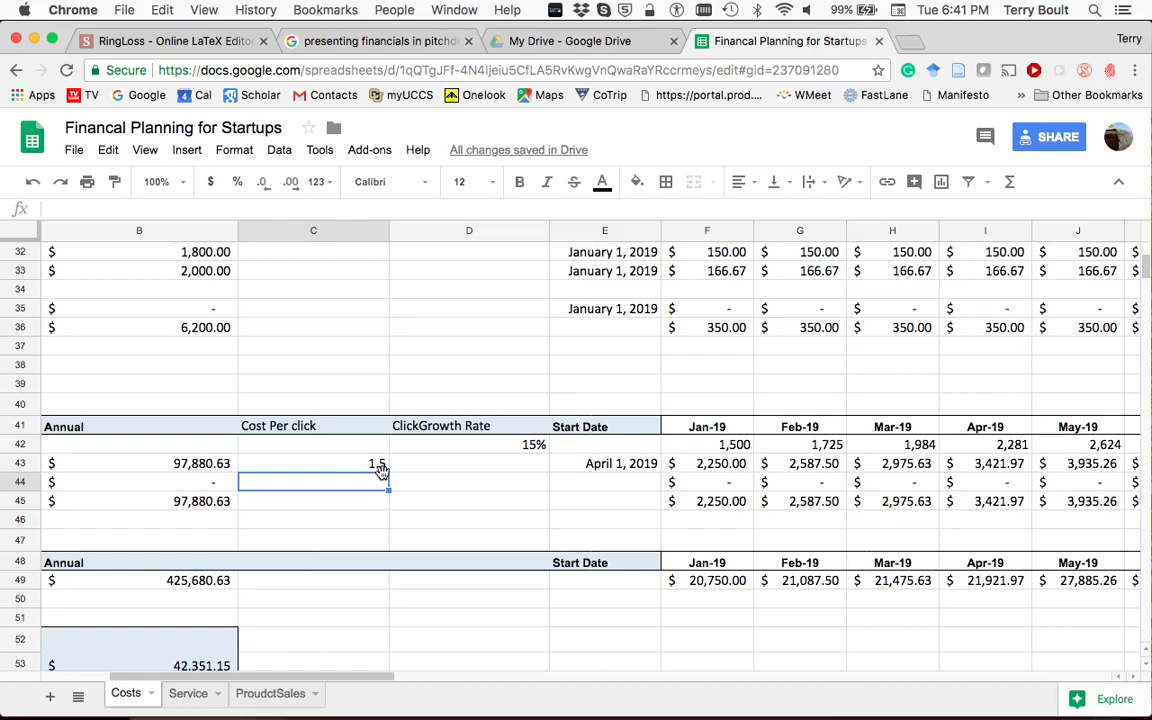 Chrome File Edit View History Bookmarks People Window Help 99% Tue 6:41 PM Terry Boult
RingLoss - Online LaTeX Editor presenting financials in pitchde My Drive - Google Drive Financial Planning for Startups Terry
Secure https://docs.google.com/spreadsheets/d/1qQTgJFf-4N4Ijeiu5CfLA5RvKwgVnQwaRaYRccrmeys/edit#gid=237091280
Apps TV Google Cal Scholar Contacts myUCCS Onelook Maps CoTrip https://portal.prod.... WMeet FastLane Manifesto » Other Bookmarks
Financal Planning for Startups SHARE
File Edit View Insert Format Data Tools Add-ons Help All changes saved in Drive
100% $ % .0 .00 123 Calibri 12 B I S A
fx
B C D E F G H I J
32 $ 1,800.00 January 1, 2019 $ 150.00 $ 150.00 $ 150.00 $ 150.00 $ 150.00 $
33 $ 2,000.00 January 1, 2019 $ 166.67 $ 166.67 $ 166.67 $ 166.67 $ 166.67 $
34
35 $ - January 1, 2019 $ - $ - $ - $ - $ - $
36 $ 6,200.00 $ 350.00 $ 350.00 $ 350.00 $ 350.00 $ 350.00 $
37
38
39
40
41 Annual Cost Per click ClickGrowth Rate Start Date Jan-19 Feb-19 Mar-19 Apr-19 May-19
42 15% 1,500 1,725 1,984 2,281 2,624
43 $ 97,880.63 1.5 April 1, 2019 $ 2,250.00 $ 2,587.50 $ 2,975.63 $ 3,421.97 $ 3,935.26 $
44 $ - $ - $ - $ - $ - $ - $
45 $ 97,880.63 $ 2,250.00 $ 2,587.50 $ 2,975.63 $ 3,421.97 $ 3,935.26 $
46
47
48 Annual Start Date Jan-19 Feb-19 Mar-19 Apr-19 May-19
49 $ 425,680.63 $ 20,750.00 $ 21,087.50 $ 21,475.63 $ 21,921.97 $ 27,885.26 $
50
51
52
53 $ 42,351.15
Costs Service ProudctSales Explore